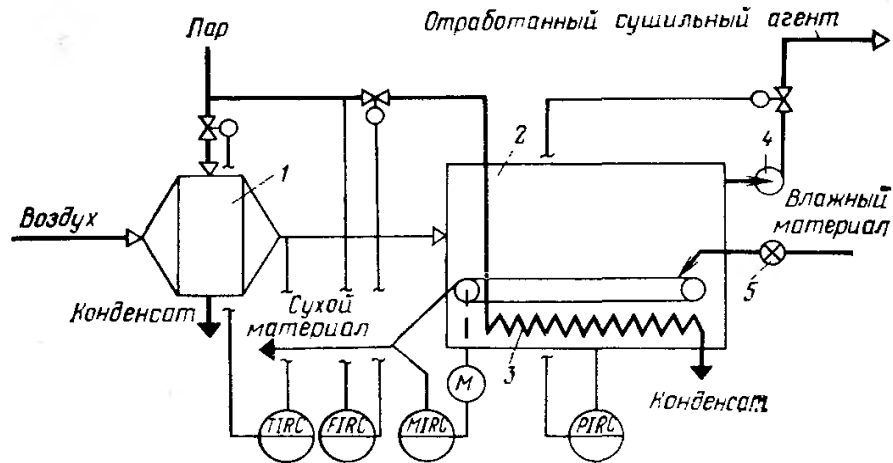 Пар
Отработанный сушильный агент
1
2
4
Воздух
Влажный
материал
5
Конденсат
Сухой
материал
3
М
Конденсат
TIRC
FIRC
MIRC
PIRC